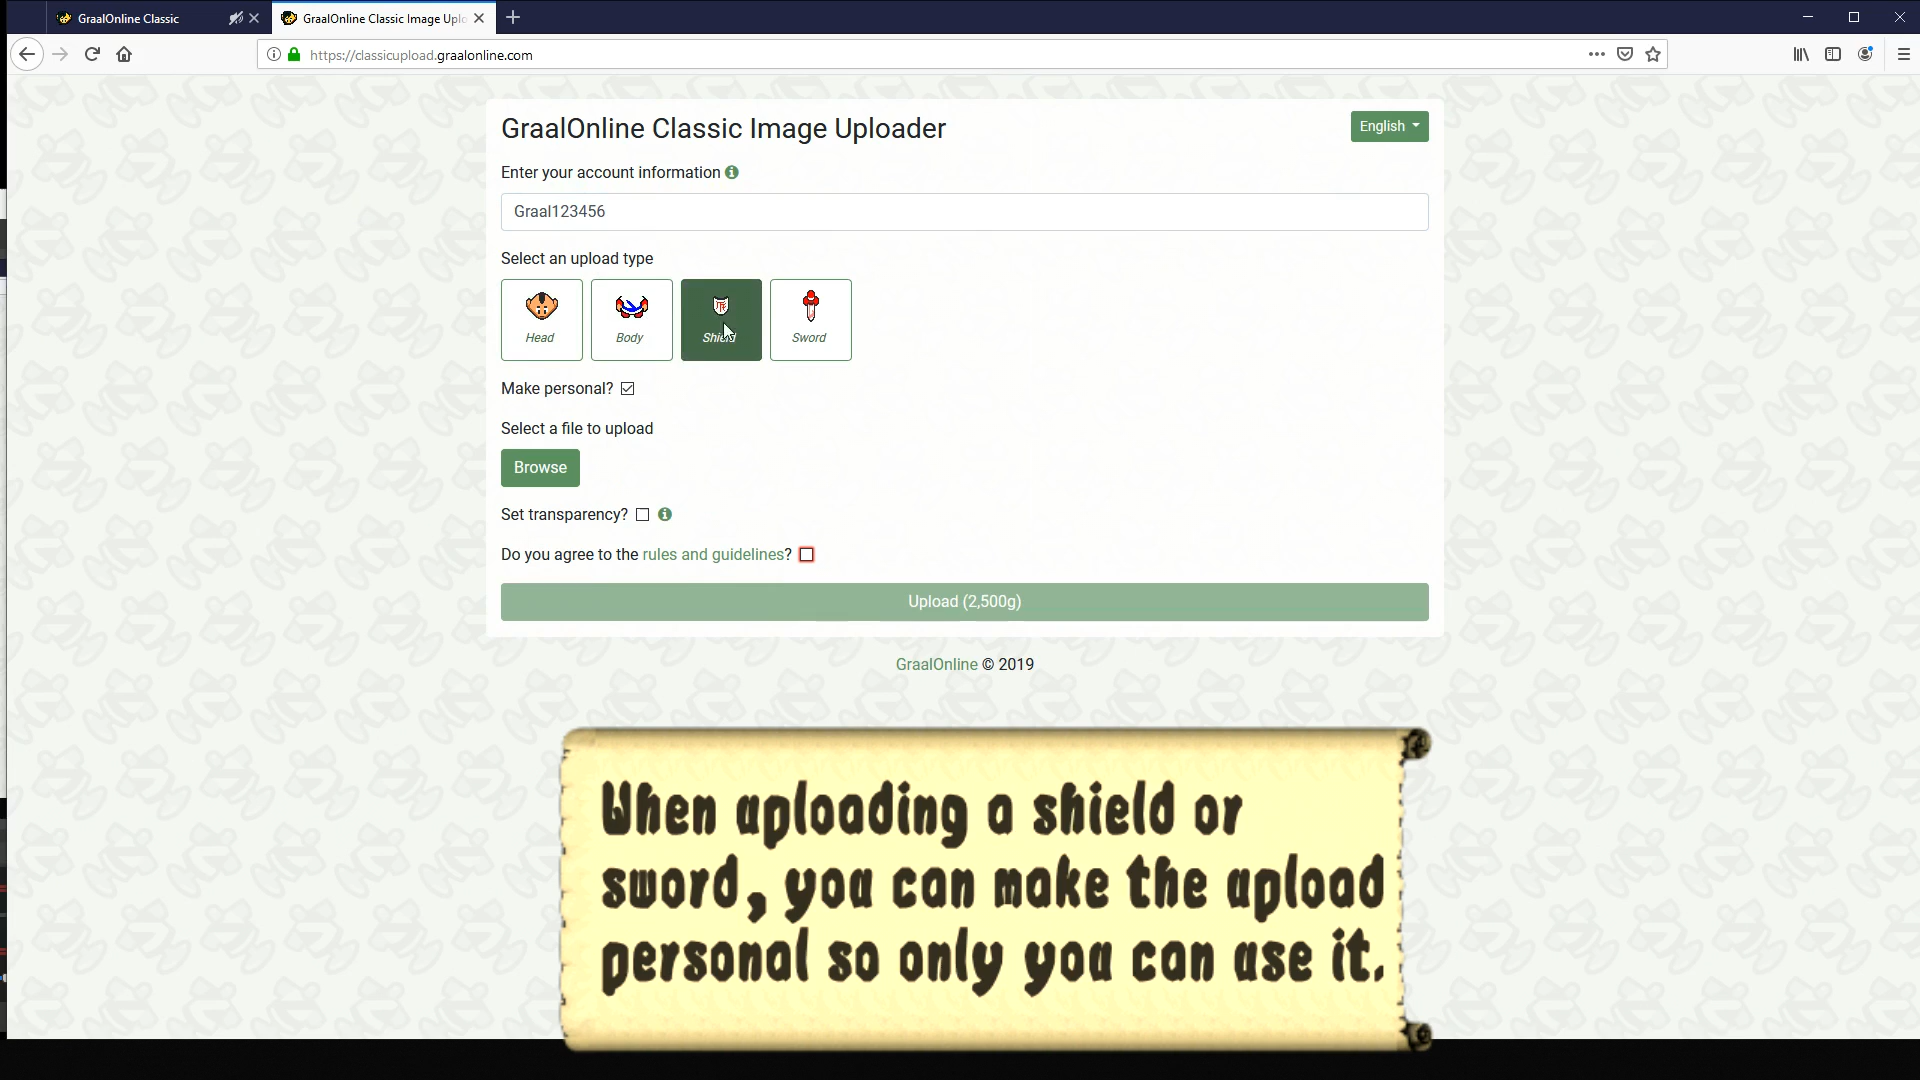 GraalOnline Classic
GraalOnline Classic Image Uplo
https://classicupload.graalonline.com
GraalOnline Classic Image Uploader
English
Enter your account information
Graal123456
Select an upload type
Head
Body
Shield
Sword
Make personal?
Select a file to upload
Browse
Set transparency?
Do you agree to the rules and guidelines?
Upload (2,500g)
GraalOnline © 2019
When uploading a shield or
sword, you can make the upload
personal so only you can use it.